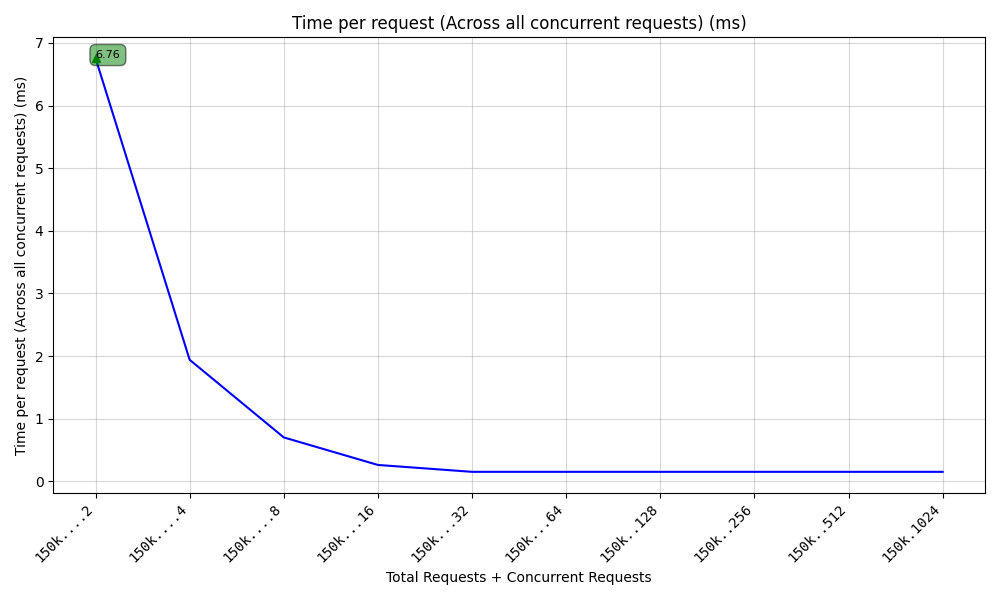 Time per request (Across all concurrent requests) (ms)
6.76
Time per request (Across all concurrent requests) (ms)
7
6
5
4
3
2
1
0
150k....2
150k....4
150k....8
150k...16
150k...32
150k...64
150k..128
150k..256
150k..512
150k.1024
Total Requests + Concurrent Requests